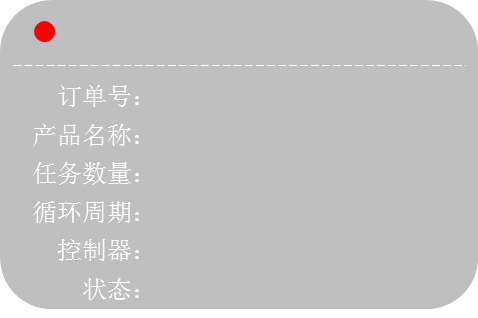 订单号：
产品名称：
任务数量：
循环周期：
控制器：
状态：